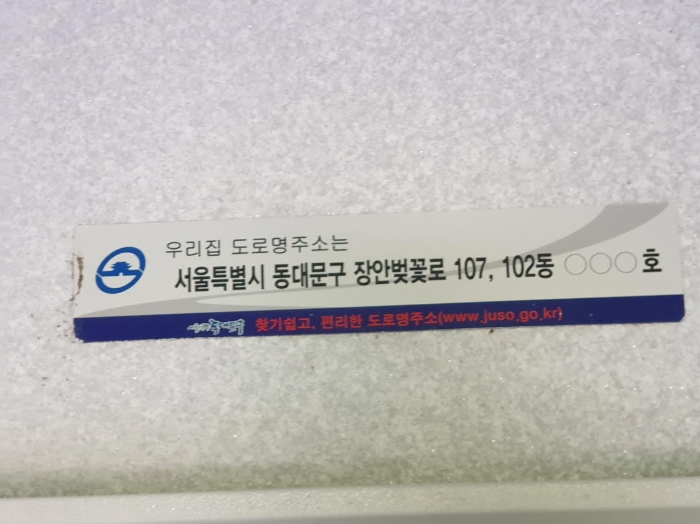 우리집 도로명주소는
서울특별시 동대문구 장안벚꽃로 107, 102동 ○○○호
찾기쉽고, 편리한 도로명주소(www.juso.go.kr)